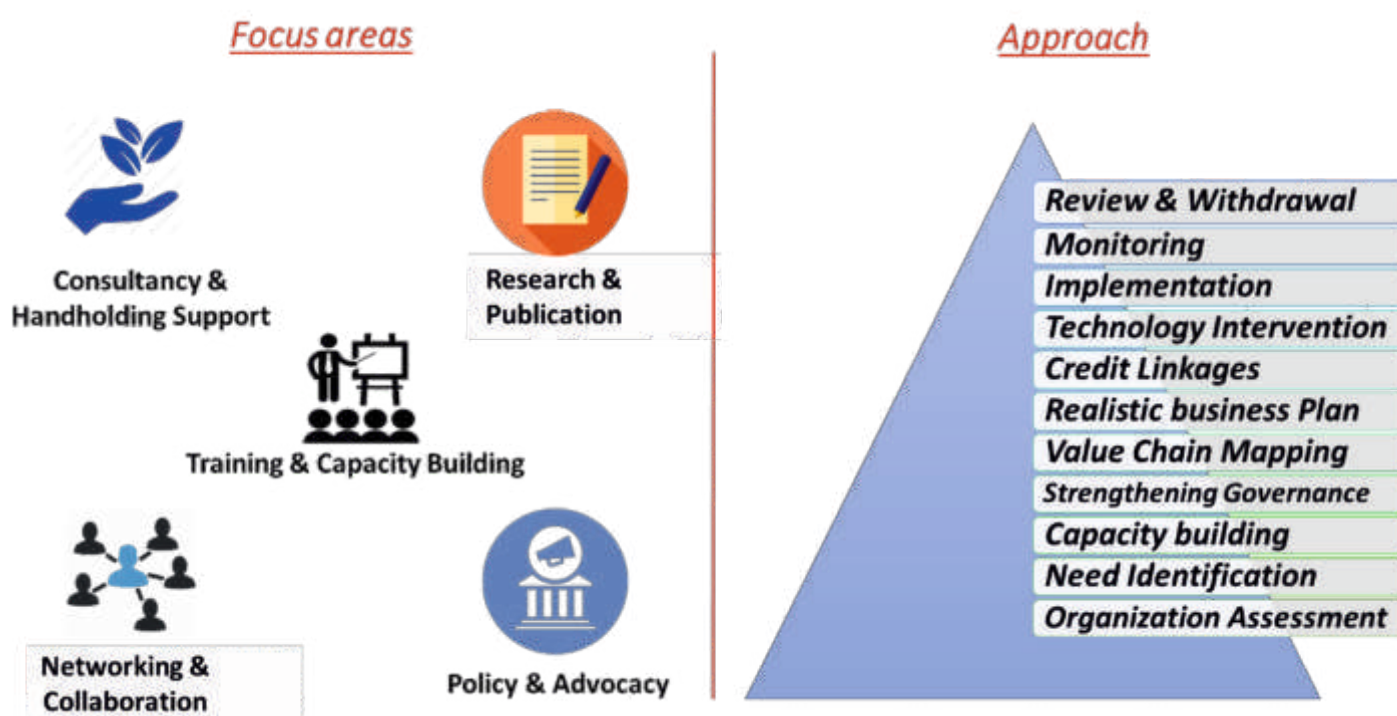 Focus areas
Consultancy &
Handholding Support
Research &
Publication
Training & Capacity Building
Networking &
Collaboration
Policy & Advocacy
Approach
Review & Withdrawal
Monitoring
Implementation
Technology Intervention
Credit Linkages
Realistic business Plan
Value Chain Mapping
Strengthening Governance
Capacity building
Need Identification
Organization Assessment